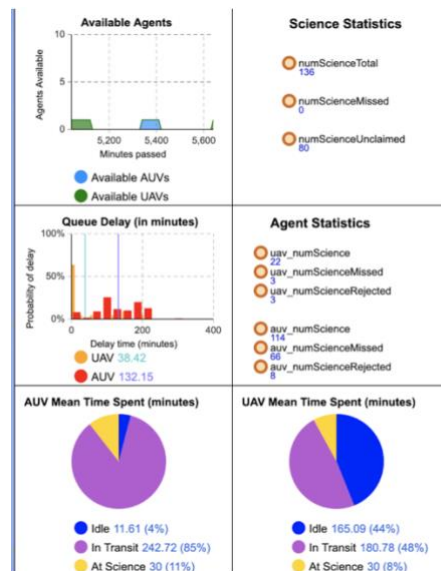 Available Agents
10
5
0
Agents Available
5,200 5,400 5,600
Minutes passed
Available AUVs
Available UAVs
Science Statistics
numScienceTotal
136
numScienceMissed
0
numScienceUnclaimed
80
Queue Delay (in minutes)
100%
50%
0%
Probability of delay
0 200 400
Delay time (minutes)
UAV 38.42
AUV 132.15
Agent Statistics
uav_numScience
22
uav_numScienceMissed
3
uav_numScienceRejected
3
auv_numScience
114
auv_numScienceMissed
66
auv_numScienceRejected
8
AUV Mean Time Spent (minutes)
Idle 11.61 (4%)
In Transit 242.72 (85%)
At Science 30 (11%)
UAV Mean Time Spent (minutes)
Idle 165.09 (44%)
In Transit 180.78 (48%)
At Science 30 (8%)